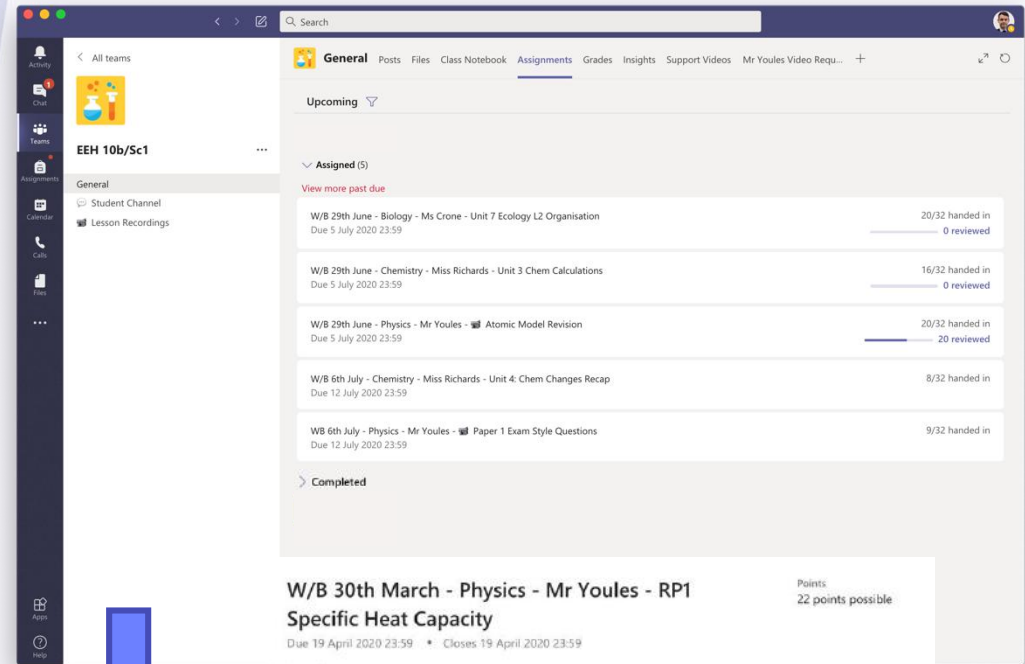 Search
Activity
Chat
1
Teams
Assignments
Calendar
Calls
Files
Apps
Help
All teams
EEH 10b/Sc1
General
Student Channel
Lesson Recordings
General Posts Files Class Notebook Assignments Grades Insights Support Videos Mr Youles Video Requ... +
Upcoming
Assigned (5)
View more past due
W/B 29th June - Biology - Ms Crone - Unit 7 Ecology L2 Organisation
Due 5 July 2020 23:59
20/32 handed in
0 reviewed
W/B 29th June - Chemistry - Miss Richards - Unit 3 Chem Calculations
Due 5 July 2020 23:59
16/32 handed in
0 reviewed
W/B 29th June - Physics - Mr Youles - Atomic Model Revision
Due 5 July 2020 23:59
20/32 handed in
20 reviewed
W/B 6th July - Chemistry - Miss Richards - Unit 4: Chem Changes Recap
Due 12 July 2020 23:59
8/32 handed in
WB 6th July - Physics - Mr Youles - Paper 1 Exam Style Questions
Due 12 July 2020 23:59
9/32 handed in
Completed
W/B 30th March - Physics - Mr Youles - RP1
Specific Heat Capacity
Due 19 April 2020 23:59 • Closes 19 April 2020 23:59
Points
22 points possible